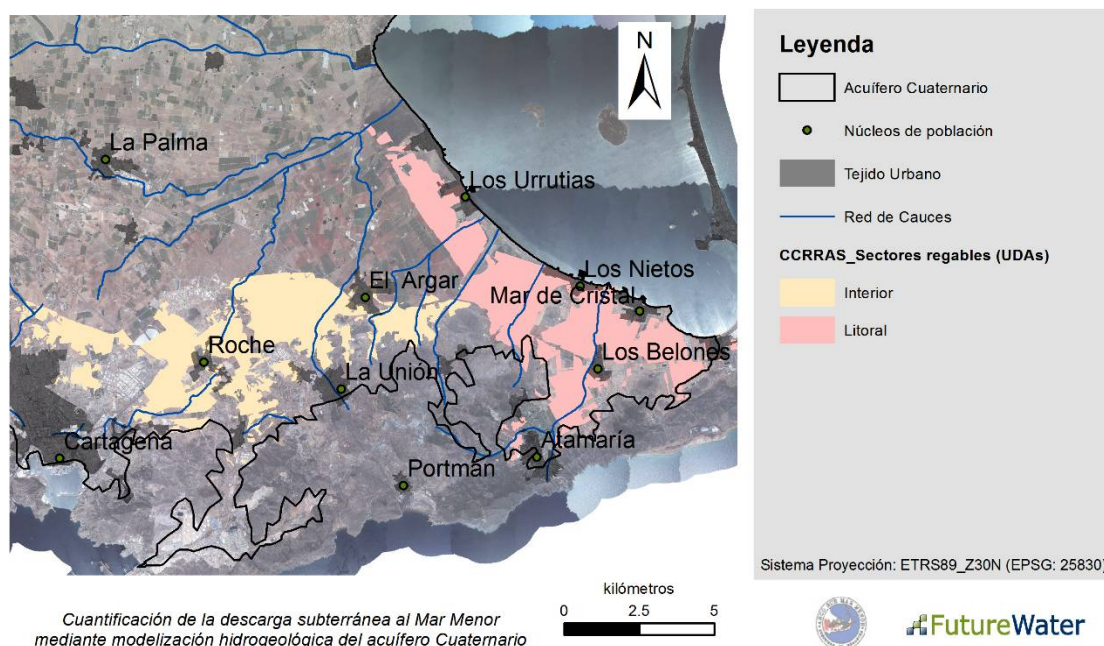 N
La Palma
Los Urrutias
El Argar
Los Nietos
Mar de Cristal
Roche
La Unión
Los Belones
Cartagena
Atamaría
Portmán
Leyenda
Acuífero Cuaternario
Núcleos de población
Tejido Urbano
Red de Cauces
CCRRAS_Sectores regables (UDAs)
Interior
Litoral
Sistema Proyección: ETRS89_Z30N (EPSG: 25830)
kilómetros
0 2.5 5
Cuantificación de la descarga subterránea al Mar Menor
mediante modelización hidrogeológica del acuífero Cuaternario
FutureWater